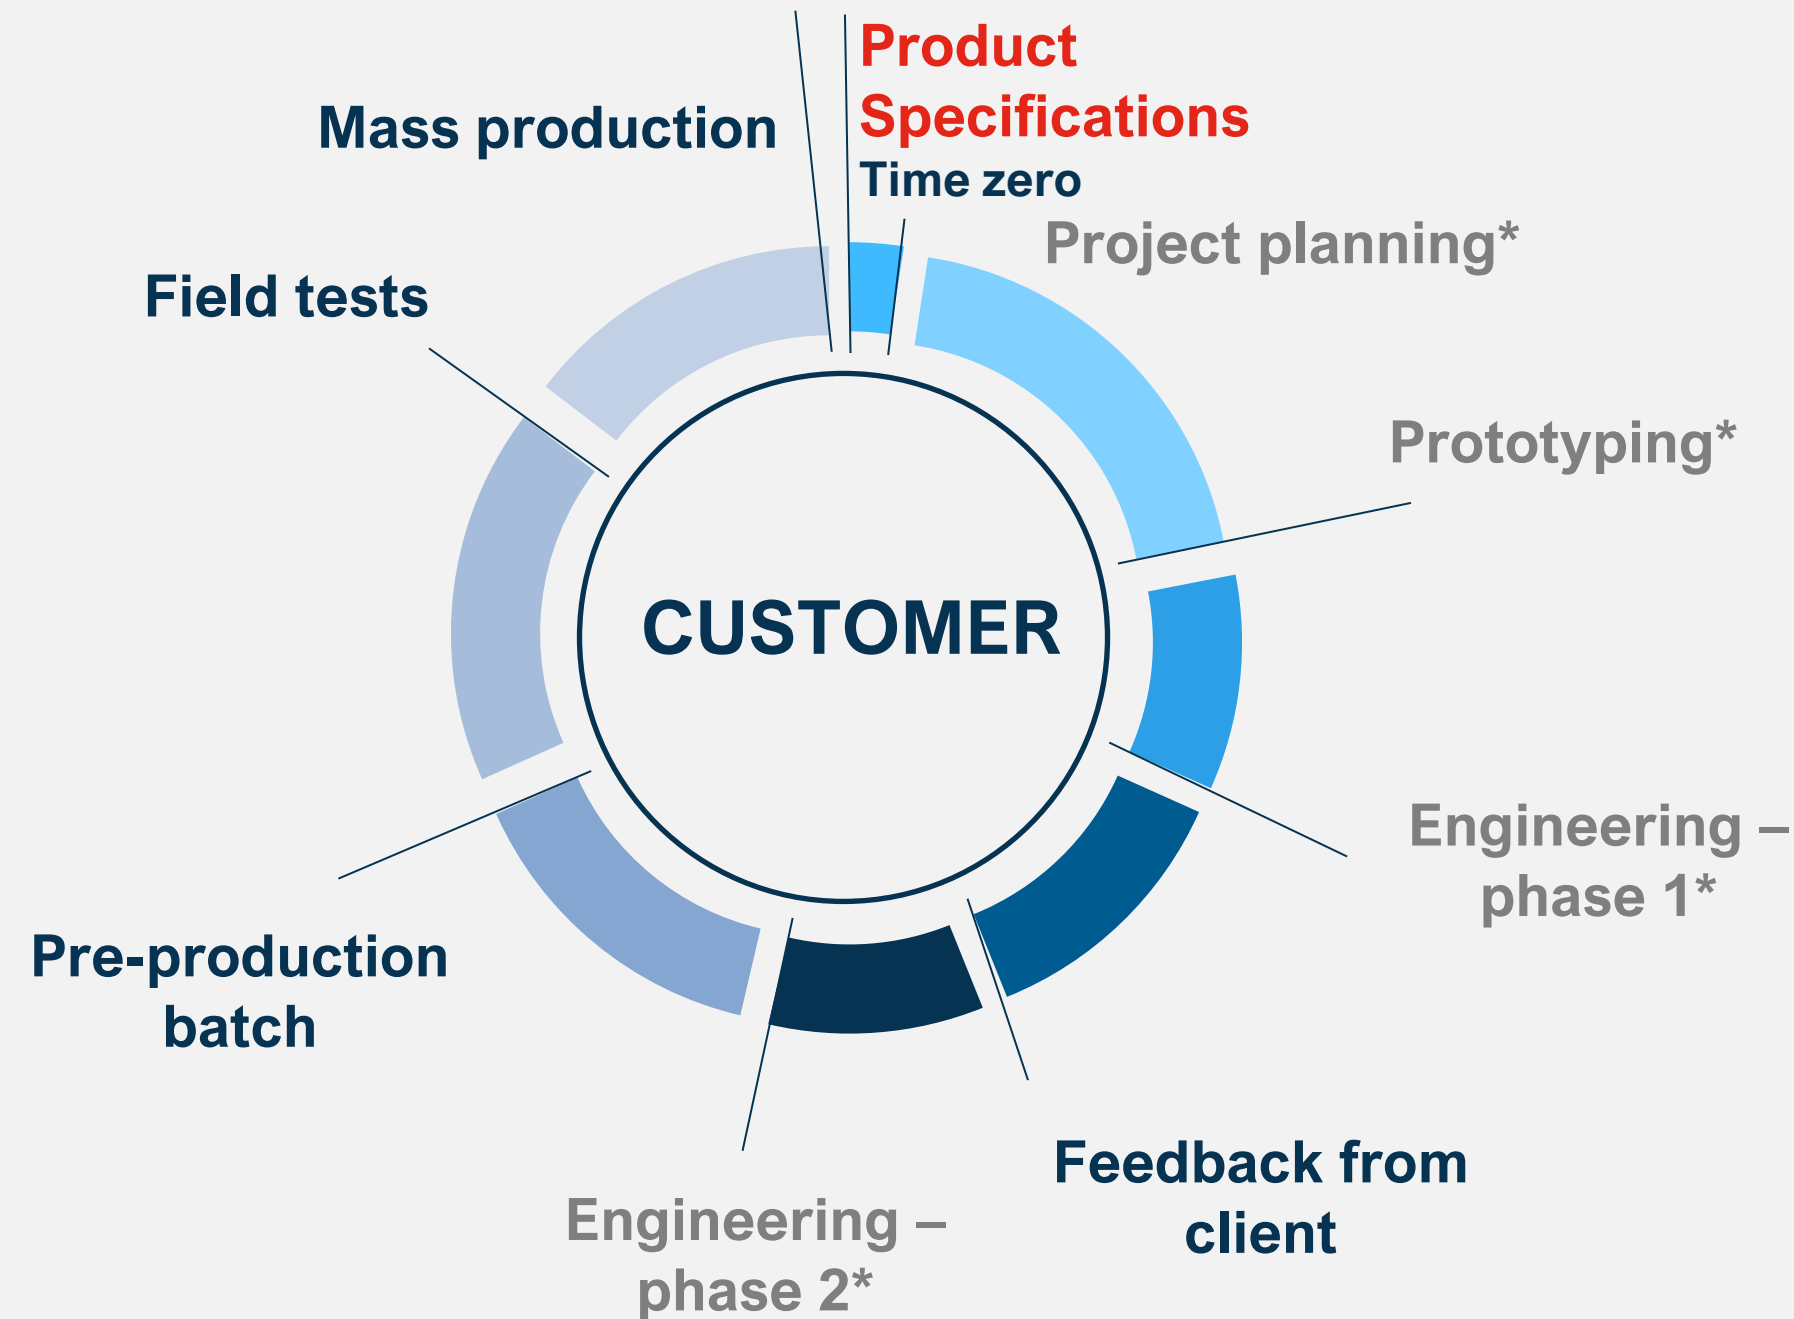 Product
Specifications
Time zero
Project planning*
Prototyping*
Engineering –
phase 1*
Feedback from
client
Engineering –
phase 2*
Pre-production
batch
Field tests
Mass production
CUSTOMER